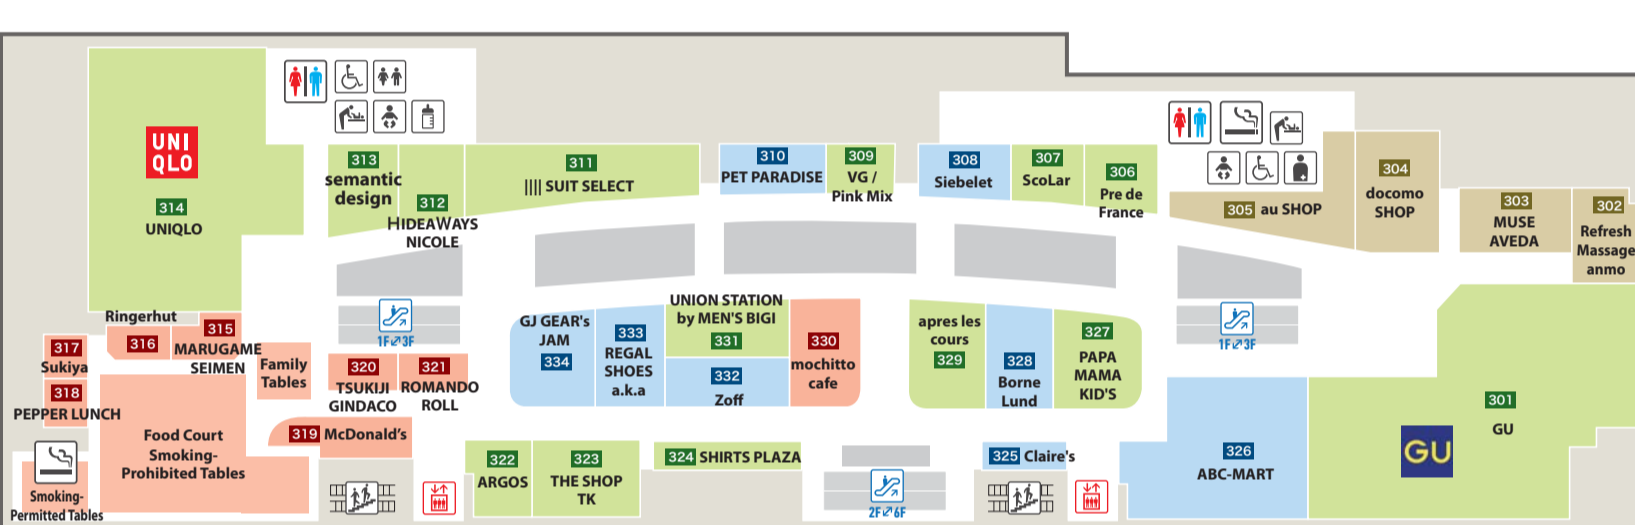 UNI
QLO
314
UNIQLO
313
semantic
design
312
HIDEAWAYS
NICOLE
311
SUIT SELECT
310
PET PARADISE
309
VG /
Pink Mix
308
Siebelet
307
ScoLar
306
Pre de
France
305 au SHOP
304
docomo
SHOP
303
MUSE
AVEDA
302
Refresh
Massage
anmo
Ringerhut
316
315
MARUGAME
SEIMEN
317
Sukiya
318
PEPPER LUNCH
Family
Tables
1F 3F
320
TSUKIJI
GINDACO
321
ROMANDO
ROLL
319 McDonald's
Food Court
Smoking-
Prohibited Tables
Smoking-
Permitted Tables
GJ GEAR's
JAM
334
333
REGAL
SHOES
a.k.a
UNION STATION
by MEN'S BIGI
331
332
Zoff
330
mochitto
cafe
apres les
cours
329
328
Borne
Lund
327
PAPA
MAMA
KID'S
1F 3F
322
ARGOS
323
THE SHOP
TK
324 SHIRTS PLAZA
2F 6F
325 Claire's
326
ABC-MART
301
GU
GU